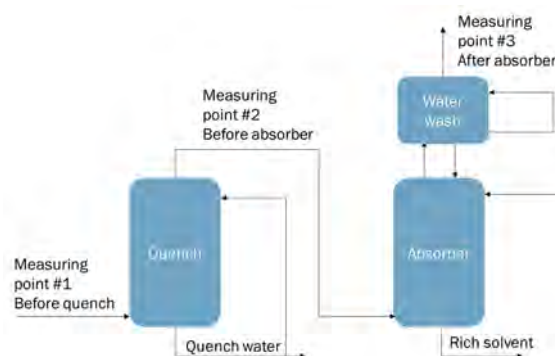 Measuring
point #3
After absorber
Measuring
point #2
Before absorber
Water
wash
Quench
Absorber
Measuring
point #1
Before quench
Quench water
Rich solvent